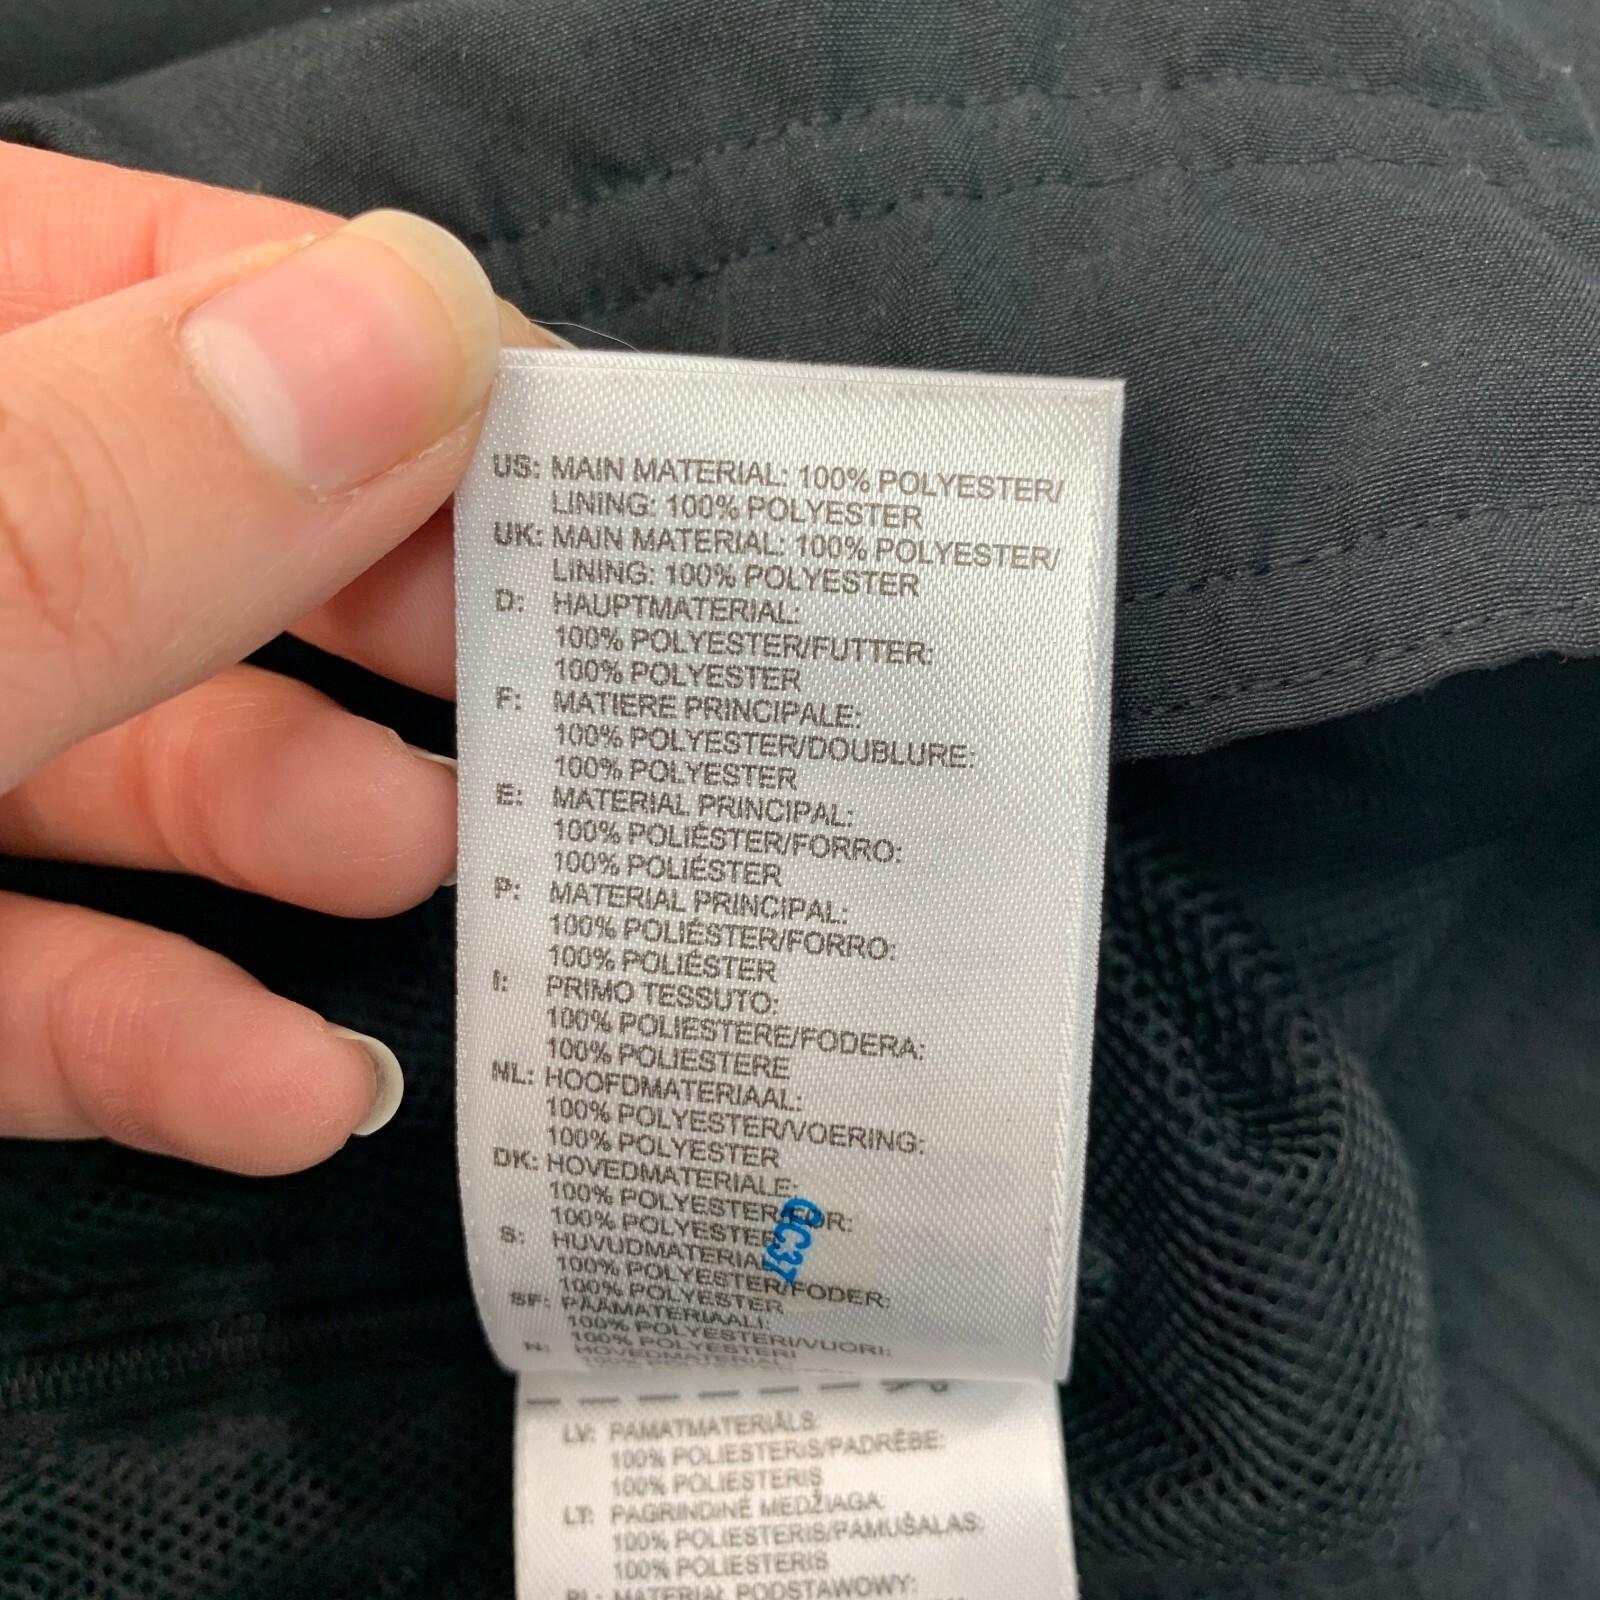 US: MAIN MATERIAL: 100% POLYESTER/
LINING: 100% POLYESTER
UK: MAIN MATERIAL: 100% POLYESTER/
LINING: 100% POLYESTER
D: HAUPTMATERIAL:
100% POLYESTER/FUTTER:
100% POLYESTER
F: MATIERE PRINCIPALE:
100% POLYESTER/DOUBLURE:
100% POLYESTER
E: MATERIAL PRINCIPAL:
100% POLIÉSTER/FORRO:
100% POLIÉSTER
P: MATERIAL PRINCIPAL:
100% POLIÉSTER/FORRO:
100% POLIÉSTER
I: PRIMO TESSUTO:
100% POLIESTERE/FODERA:
100% POLIESTERE
NL: HOOFDMATERIAAL:
100% POLYESTER/VOERING:
100% POLYESTER
DK: HOVEDMATERIALE:
100% POLYESTER/FOR:
100% POLYESTER
S: HUVUDMATERIAL:
100% POLYESTER/FODER:
100% POLYESTER
SF: PÄÄMATERIAALI:
100% POLYESTERI/VUORI:
100% POLYESTERI
N: HOVEDMATERIAL:
QC37
LV: PAMATMATERIĀLS:
100% POLIESTERIS/PADRĒBE:
100% POLIESTERIS
LT: PAGRINDINĖ MEDŽIAGA:
100% POLIESTERIS/PAMUŠALAS:
100% POLIESTERIS
PL: MATERIAŁ PODSTAWOWY: